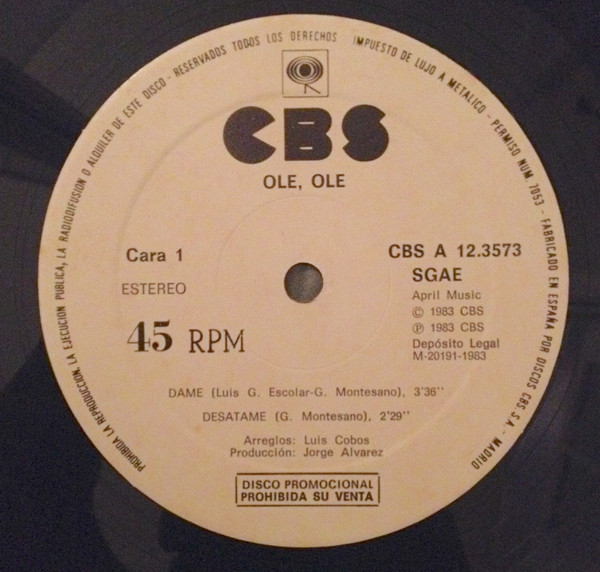 PROHIBIDA LA REPRODUCCION, LA EJECUCION PUBLICA, LA RADIODIFUSION O ALQUILER DE ESTE DISCO - RESERVADOS TODOS LOS DERECHOS
IMPUESTO DE LUJO A METALICO - PERMISO NUM. 7053 - FABRICADO EN ESPAÑA POR DISCOS CBS S.A. - MADRID
CBS
OLE, OLE
Cara 1
ESTEREO
45 RPM
CBS A 12.3573
SGAE
April Music
© 1983 CBS
℗ 1983 CBS
Depósito Legal
M-20191-1983
DAME (Luis G. Escolar-G. Montesano), 3'36''
DESATAME (G. Montesano), 2'29''
Arreglos: Luis Cobos
Producción: Jorge Alvarez
DISCO PROMOCIONAL
PROHIBIDA SU VENTA